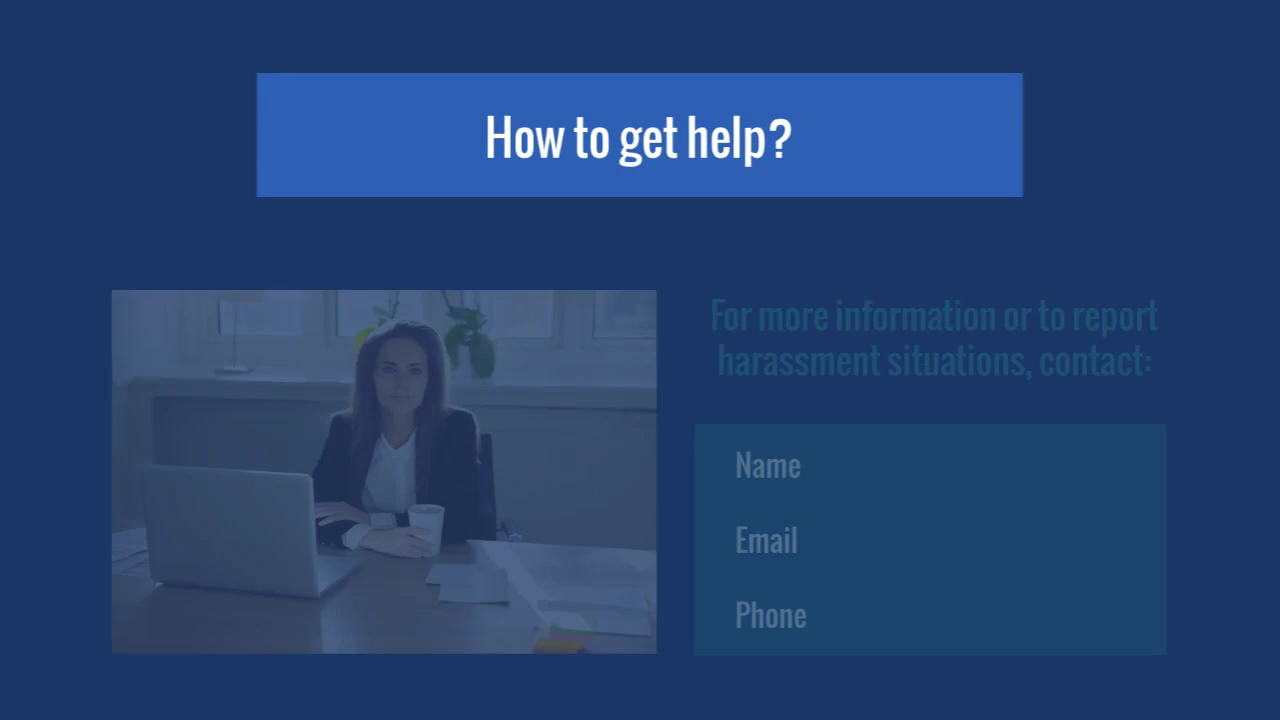 How to get help?
For more information or to report
harassment situations, contact:
Name
Email
Phone